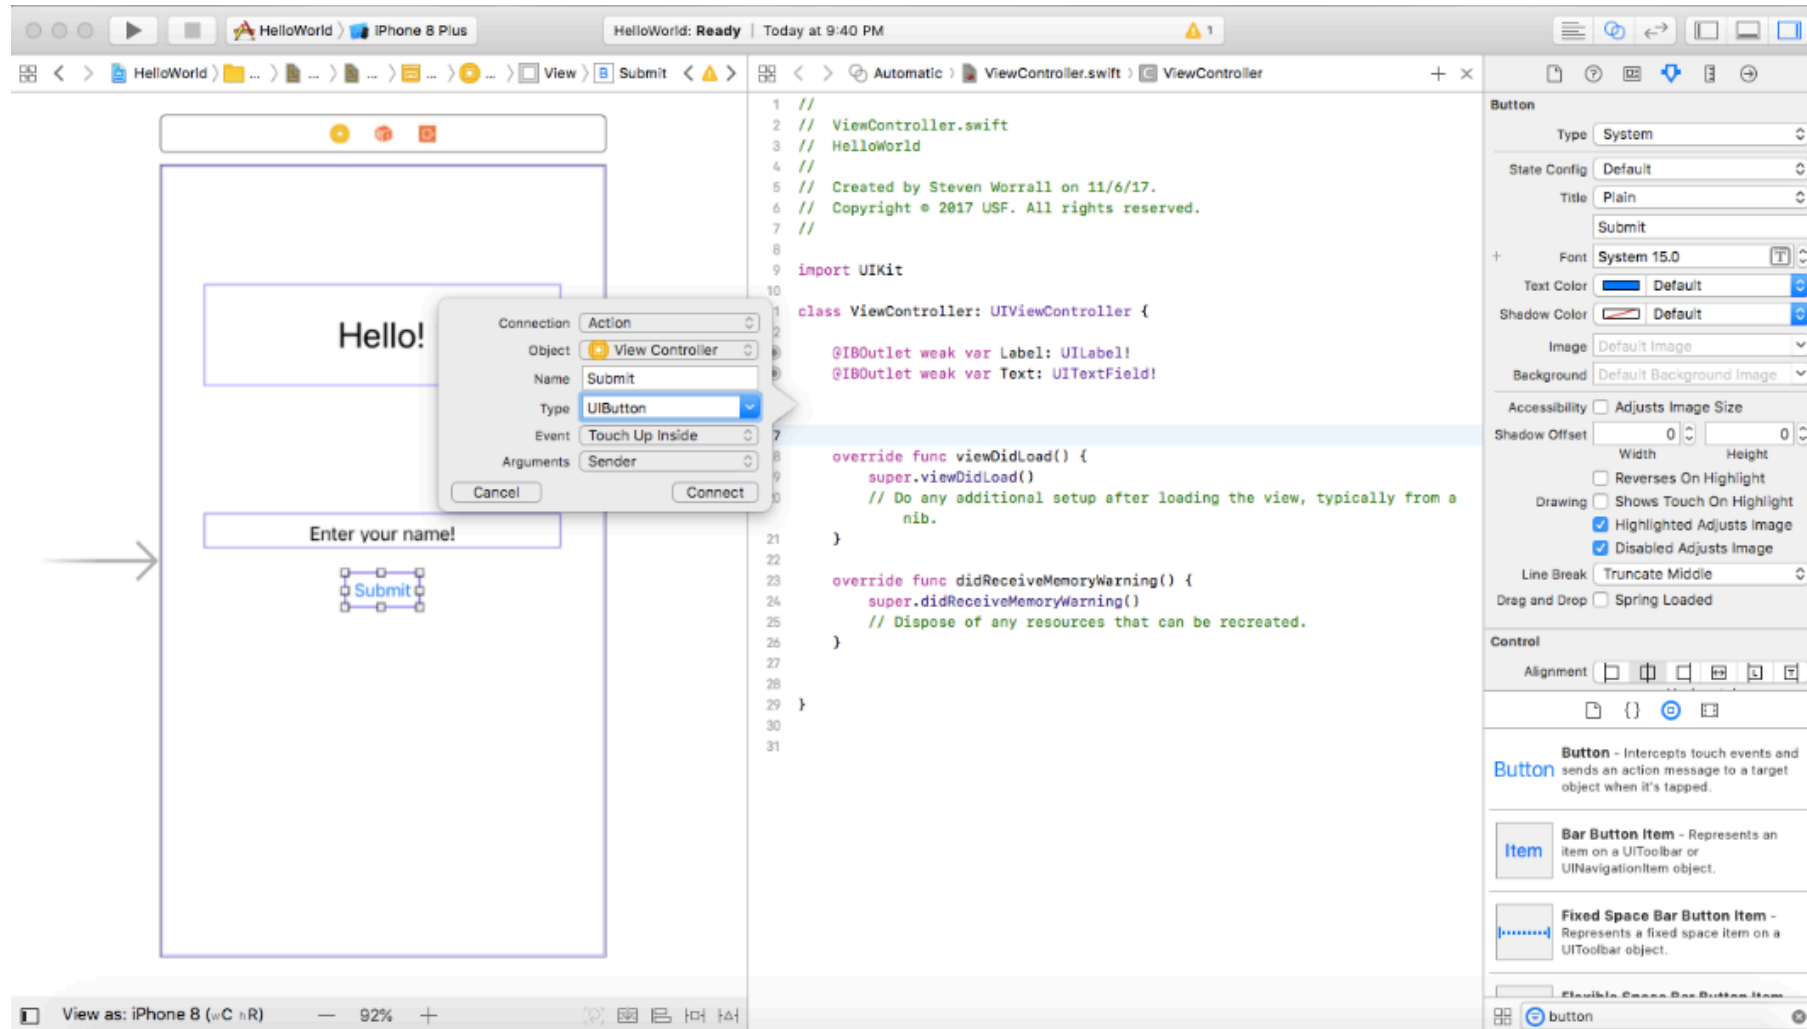 HelloWorld
iPhone 8 Plus
HelloWorld: Ready | Today at 9:40 PM
1
HelloWorld
...
...
...
...
...
View
B Submit
Automatic
ViewController.swift
C ViewController
Hello!
Enter your name!
Submit
Connection Action
Object View Controller
Name Submit
Type UIButton
Event Touch Up Inside
Arguments Sender
Cancel Connect
1 //
2 // ViewController.swift
3 // HelloWorld
4 //
5 // Created by Steven Worrall on 11/6/17.
6 // Copyright © 2017 USF. All rights reserved.
7 //
8
9 import UIKit
10
1 class ViewController: UIViewController {
2
@IBOutlet weak var Label: UILabel!
@IBOutlet weak var Text: UITextField!
7
8 override func viewDidLoad() {
9 super.viewDidLoad()
0 // Do any additional setup after loading the view, typically from a
nib.
21 }
22
23 override func didReceiveMemoryWarning() {
24 super.didReceiveMemoryWarning()
25 // Dispose of any resources that can be recreated.
26 }
27
28
29 }
30
31
Button
Type System
State Config Default
Title Plain
Submit
+ Font System 15.0 T
Text Color Default
Shadow Color Default
Image Default Image
Background Default Background Image
Accessibility Adjusts Image Size
Shadow Offset 0 0
Width Height
Reverses On Highlight
Drawing Shows Touch On Highlight
Highlighted Adjusts Image
Disabled Adjusts Image
Line Break Truncate Middle
Drag and Drop Spring Loaded
Control
Alignment
{}
Button
Button - Intercepts touch events and
sends an action message to a target
object when it's tapped.
Item
Bar Button Item - Represents an
item on a UIToolbar or
UINavigationItem object.
Fixed Space Bar Button Item -
Represents a fixed space item on a
UIToolbar object.
Flexible Space Bar Button Item
View as: iPhone 8 (wC hR)
— 92% +
button